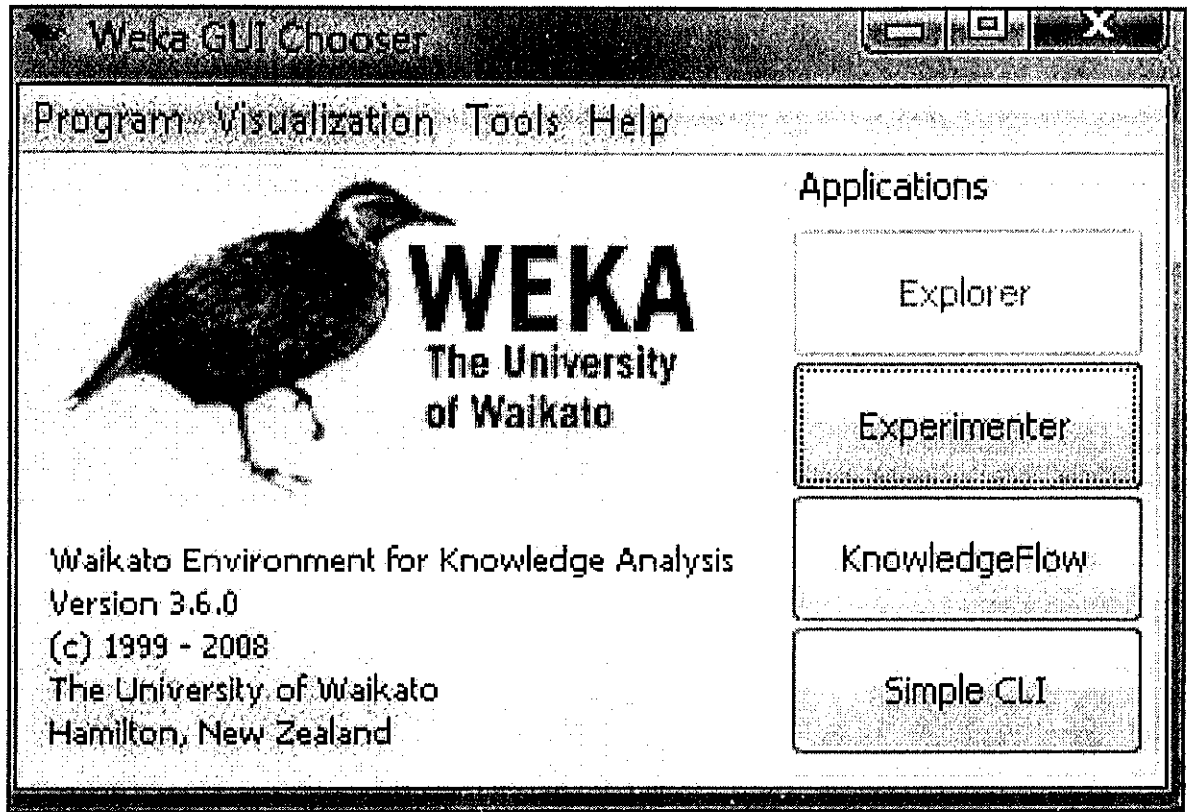 Weka GUI Chooser
Program Visualization Tools Help
WEKA
The University
of Waikato
Waikato Environment for Knowledge Analysis
Version 3.6.0
(c) 1999 - 2008
The University of Waikato
Hamilton, New Zealand
Applications
Explorer
Experimenter
KnowledgeFlow
Simple CLI